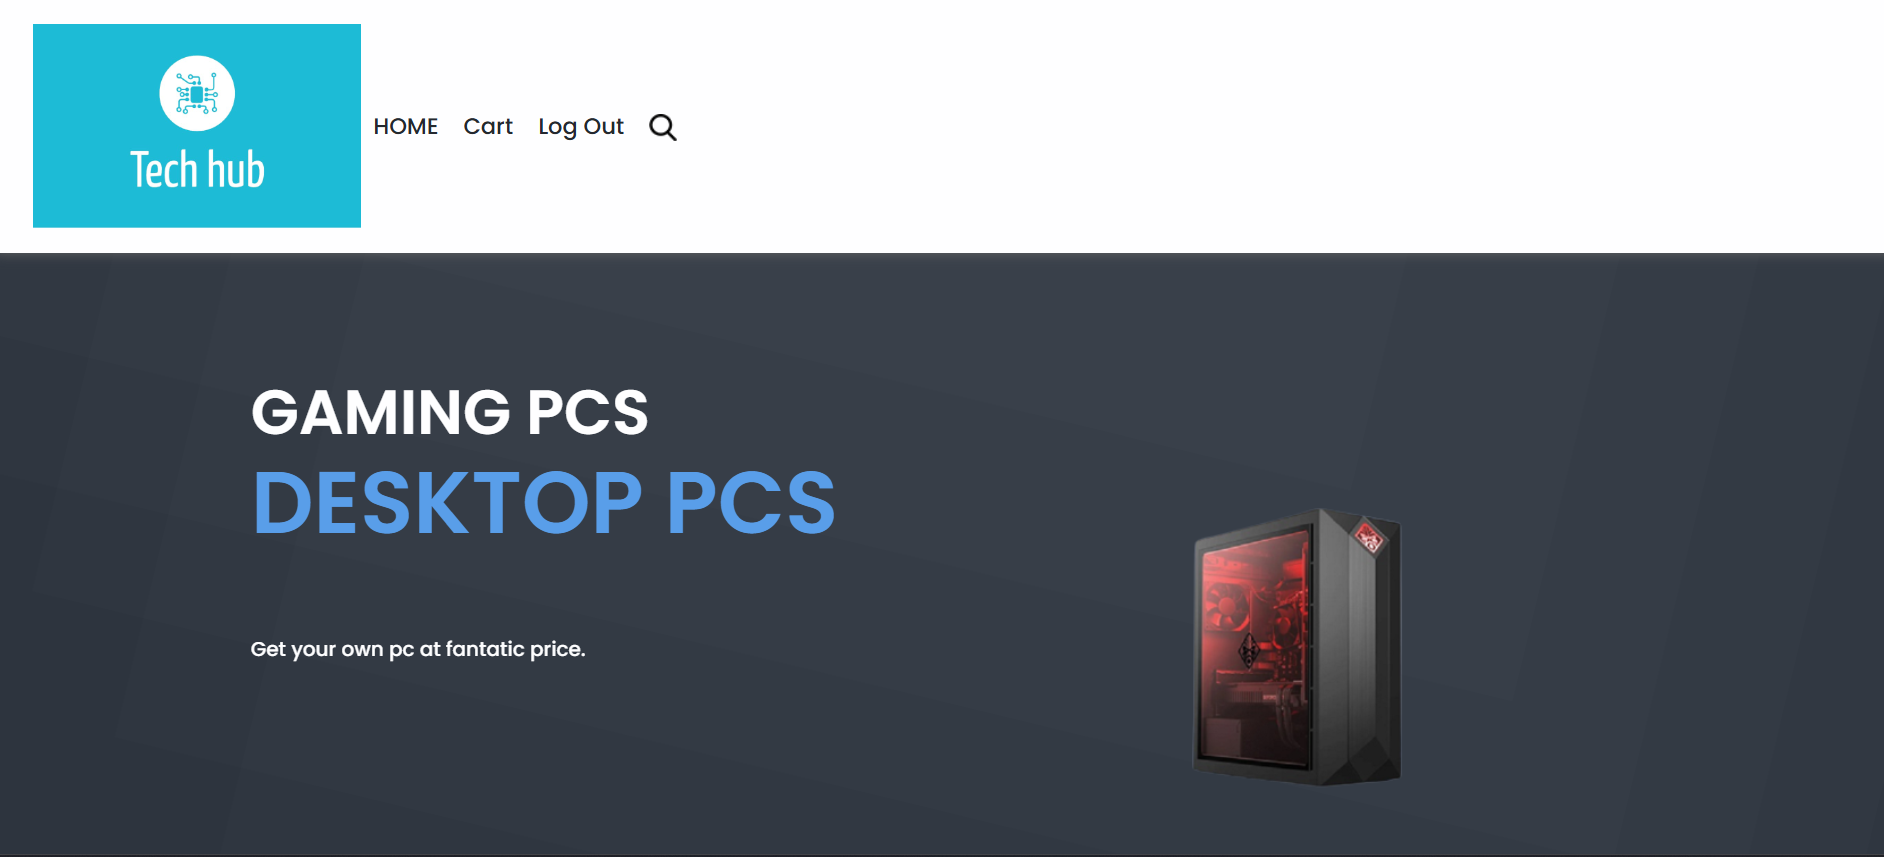 Tech hub
HOME Cart Log Out
GAMING PCS
DESKTOP PCS
Get your own pc at fantatic price.